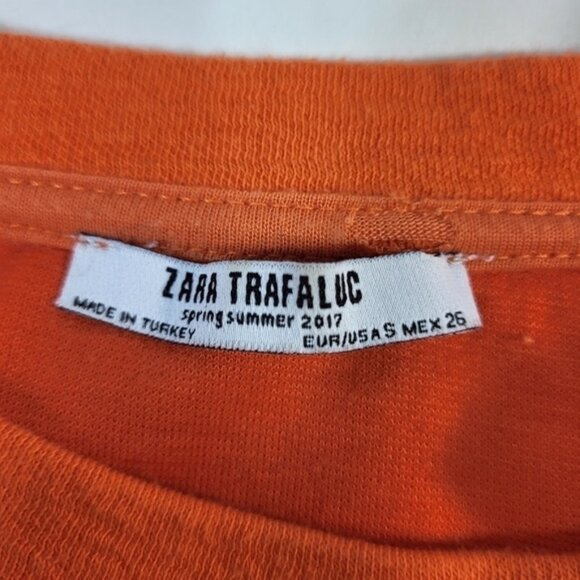 ZARA TRAFALUC
spring summer 2017
MADE IN TURKEY
EUR/USA S MEX 26